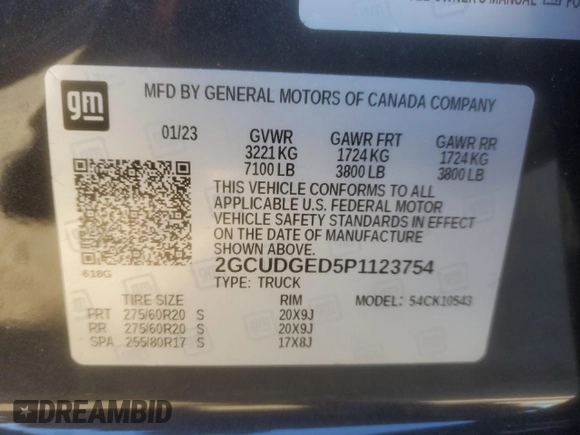 OWNER'S MANUAL
gm
MFD BY GENERAL MOTORS OF CANADA COMPANY
01/23 GVWR GAWR FRT GAWR RR
3221 KG 1724 KG 1724 KG
7100 LB 3800 LB 3800 LB
THIS VEHICLE CONFORMS TO ALL
APPLICABLE U.S. FEDERAL MOTOR
VEHICLE SAFETY STANDARDS IN EFFECT
ON THE DATE OF MANUFACTURE
SHOWN ABOVE.
618G
2GCUDGED5P1123754
TYPE: TRUCK
TIRE SIZE RIM MODEL: 54CK10543
FRT 275/60R20 S 20X9J
RR 275/60R20 S 20X9J
SPA 255/80R17 S 17X8J
DREAMBID